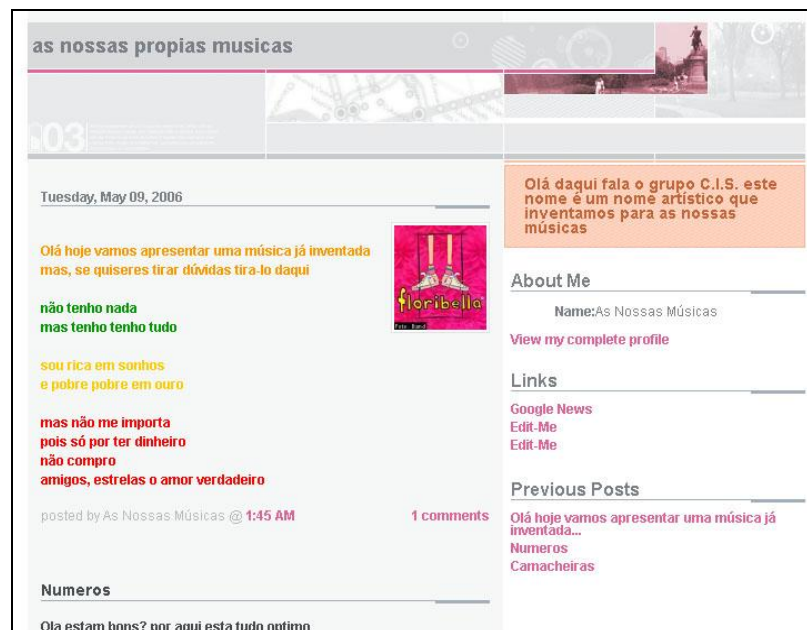 as nossas propias musicas
03
Tuesday, May 09, 2006
Olá hoje vamos apresentar uma música já inventada
mas, se quiseres tirar dúvidas tira-lo daqui
floribella
não tenho nada
mas tenho tenho tudo
sou rica em sonhos
e pobre pobre em ouro
mas não me importa
pois só por ter dinheiro
não compro
amigos, estrelas o amor verdadeiro
posted by As Nossas Músicas @ 1:45 AM
1 comments
Numeros
Ola estam bons? por aqui esta tudo optimo
Olá daqui fala o grupo C.I.S. este
nome é um nome artístico que
inventamos para as nossas
músicas
About Me
Name:As Nossas Músicas
View my complete profile
Links
Google News
Edit-Me
Edit-Me
Previous Posts
Olá hoje vamos apresentar uma música já
inventada...
Numeros
Camacheiras